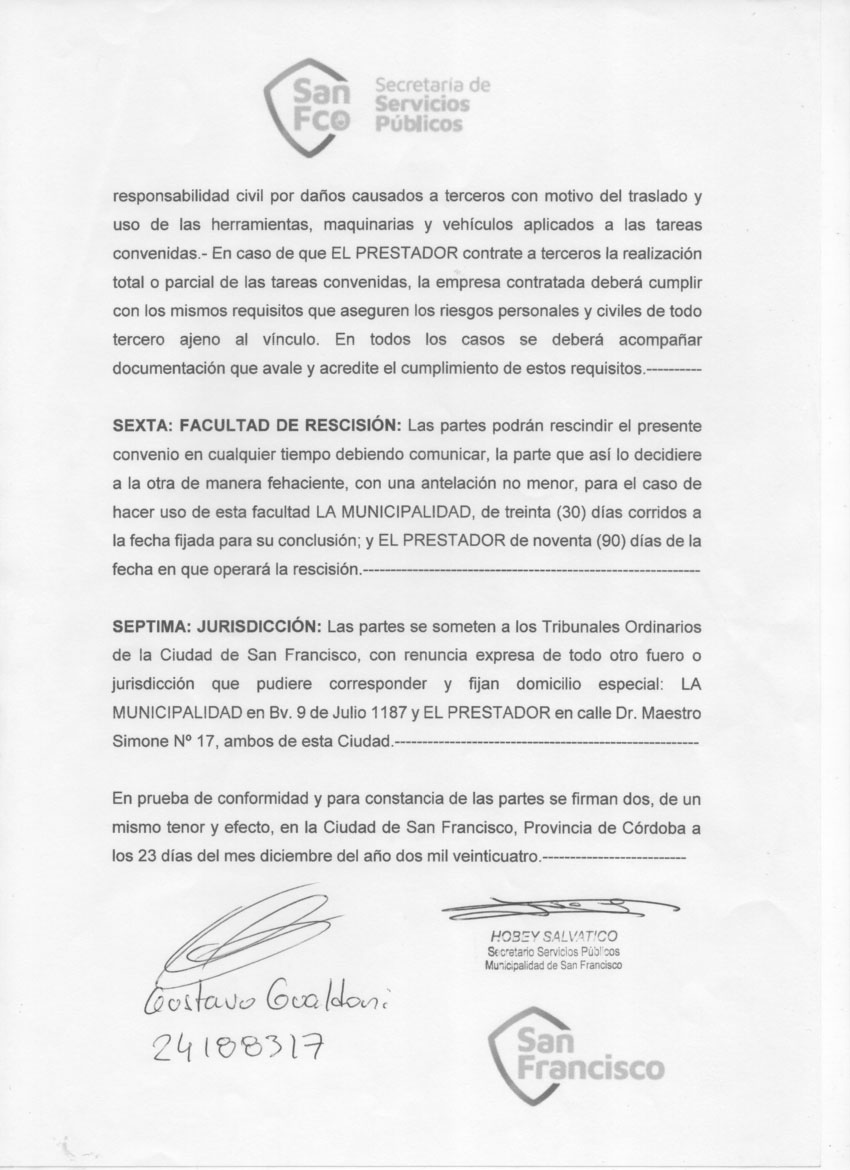 San
Fco
Secretaría de
Servicios
Públicos
responsabilidad civil por daños causados a terceros con motivo del traslado y
uso de las herramientas, maquinarias y vehículos aplicados a las tareas
convenidas.- En caso de que EL PRESTADOR contrate a terceros la realización
total o parcial de las tareas convenidas, la empresa contratada deberá cumplir
con los mismos requisitos que aseguren los riesgos personales y civiles de todo
tercero ajeno al vínculo. En todos los casos se deberá acompañar
documentación que avale y acredite el cumplimiento de estos requisitos.----------
SEXTA: FACULTAD DE RESCISIÓN: Las partes podrán rescindir el presente
convenio en cualquier tiempo debiendo comunicar, la parte que así lo decidiere
a la otra de manera fehaciente, con una antelación no menor, para el caso de
hacer uso de esta facultad LA MUNICIPALIDAD, de treinta (30) días corridos a
la fecha fijada para su conclusión; y EL PRESTADOR de noventa (90) días de la
fecha en que operará la rescisión.----------------------------------------------------------------
SEPTIMA: JURISDICCIÓN: Las partes se someten a los Tribunales Ordinarios
de la Ciudad de San Francisco, con renuncia expresa de todo otro fuero o
jurisdicción que pudiere corresponder y fijan domicilio especial: LA
MUNICIPALIDAD en Bv. 9 de Julio 1187 y EL PRESTADOR en calle Dr. Maestro
Simone Nº 17, ambos de esta Ciudad.----------------------------------------------------------
En prueba de conformidad y para constancia de las partes se firman dos, de un
mismo tenor y efecto, en la Ciudad de San Francisco, Provincia de Córdoba a
los 23 días del mes diciembre del año dos mil veinticuatro.---------------------------
HOBEY SALVATICO
Secretario Servicios Públicos
Municipalidad de San Francisco
Gustavo Gualdoni
24188317
San
Francisco